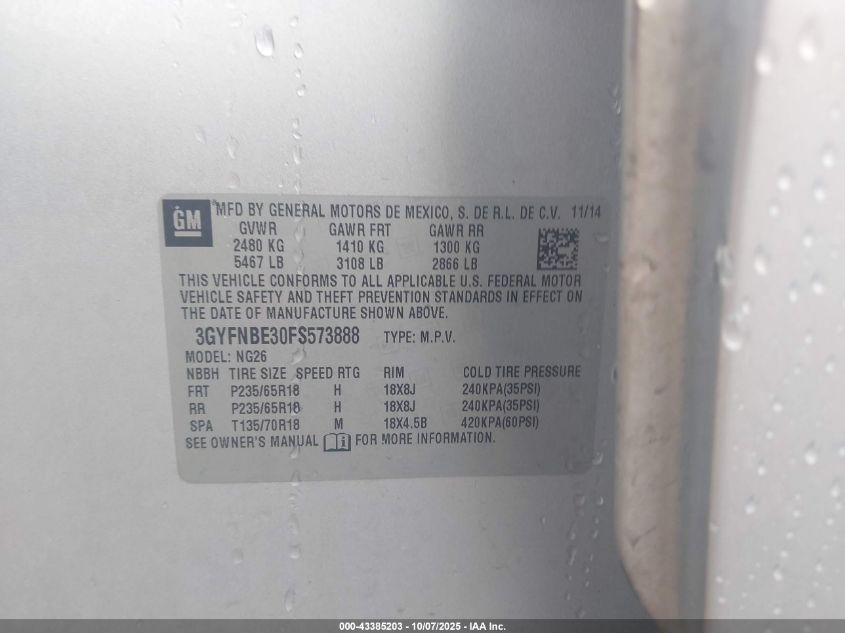 GM ® MFD BY GENERAL MOTORS DE MEXICO, S. DE R.L. DE C.V. 11/14
GVWR GAWR FRT GAWR RR
2480 KG 1410 KG 1300 KG
5467 LB 3108 LB 2866 LB
THIS VEHICLE CONFORMS TO ALL APPLICABLE U.S. FEDERAL MOTOR
VEHICLE SAFETY AND THEFT PREVENTION STANDARDS IN EFFECT ON
THE DATE OF MANUFACTURE SHOWN ABOVE.
3GYFNBE30FS573888 TYPE: M.P.V.
MODEL: NG26
NBBH TIRE SIZE SPEED RTG RIM COLD TIRE PRESSURE
FRT P235/65R18 H 18X8J 240KPA(35PSI)
RR P235/65R18 H 18X8J 240KPA(35PSI)
SPA T135/70R18 M 18X4.5B 420KPA(60PSI)
SEE OWNER'S MANUAL FOR MORE INFORMATION.
000-43385203 - 10/07/2025 - IAA Inc.